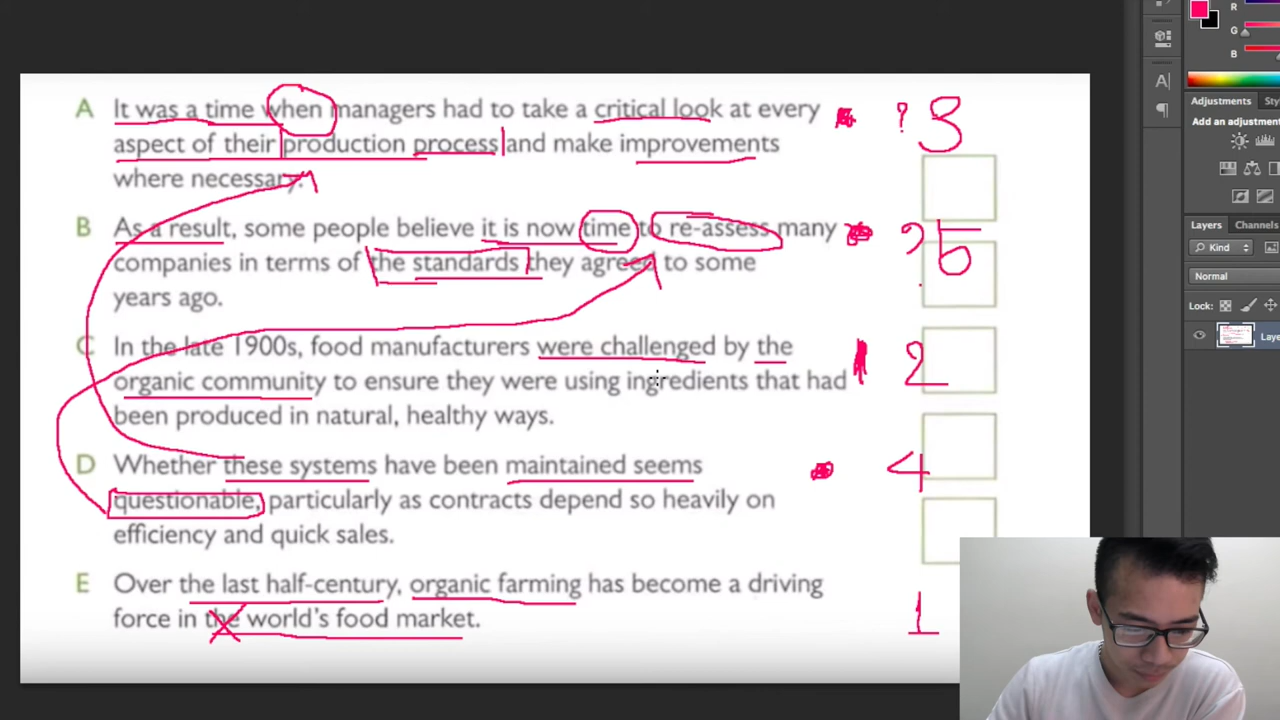 R
G
B
A It was a time when managers had to take a critical look at every ? 3
aspect of their production process and make improvements
where necessary.
B As a result, some people believe it is now time to re-assess many ? 5
companies in terms of the standards they agreed to some
years ago.
C In the late 1900s, food manufacturers were challenged by the
organic community to ensure they were using ingredients that had 2
been produced in natural, healthy ways.
D Whether these systems have been maintained seems 4
questionable, particularly as contracts depend so heavily on
efficiency and quick sales.
E Over the last half-century, organic farming has become a driving
force in the world's food market. 1
Adjustments
Add an adjustm
Layers Channels
Kind
Normal
Lock: